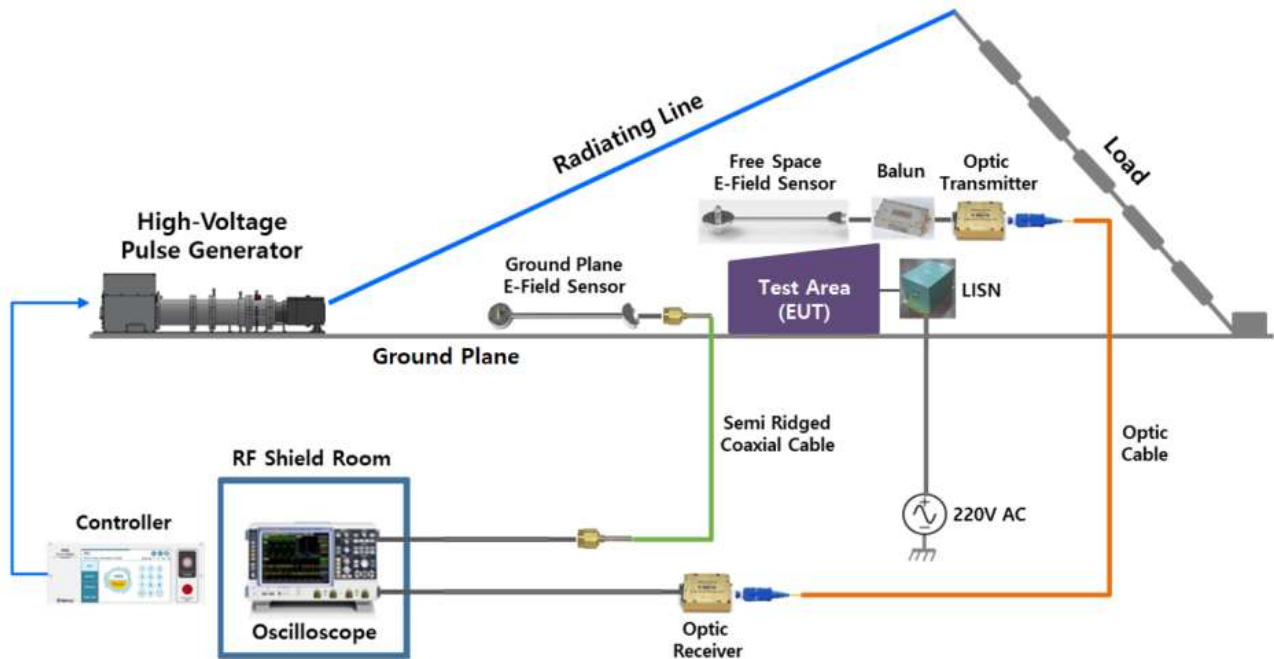 Radiating Line
Load
Free Space
E-Field Sensor
Balun
Optic
Transmitter
High-Voltage
Pulse Generator
Ground Plane
E-Field Sensor
Test Area
(EUT)
LISN
Ground Plane
Semi Ridged
Coaxial Cable
Optic
Cable
RF Shield Room
Controller
220V AC
Oscilloscope
Optic
Receiver